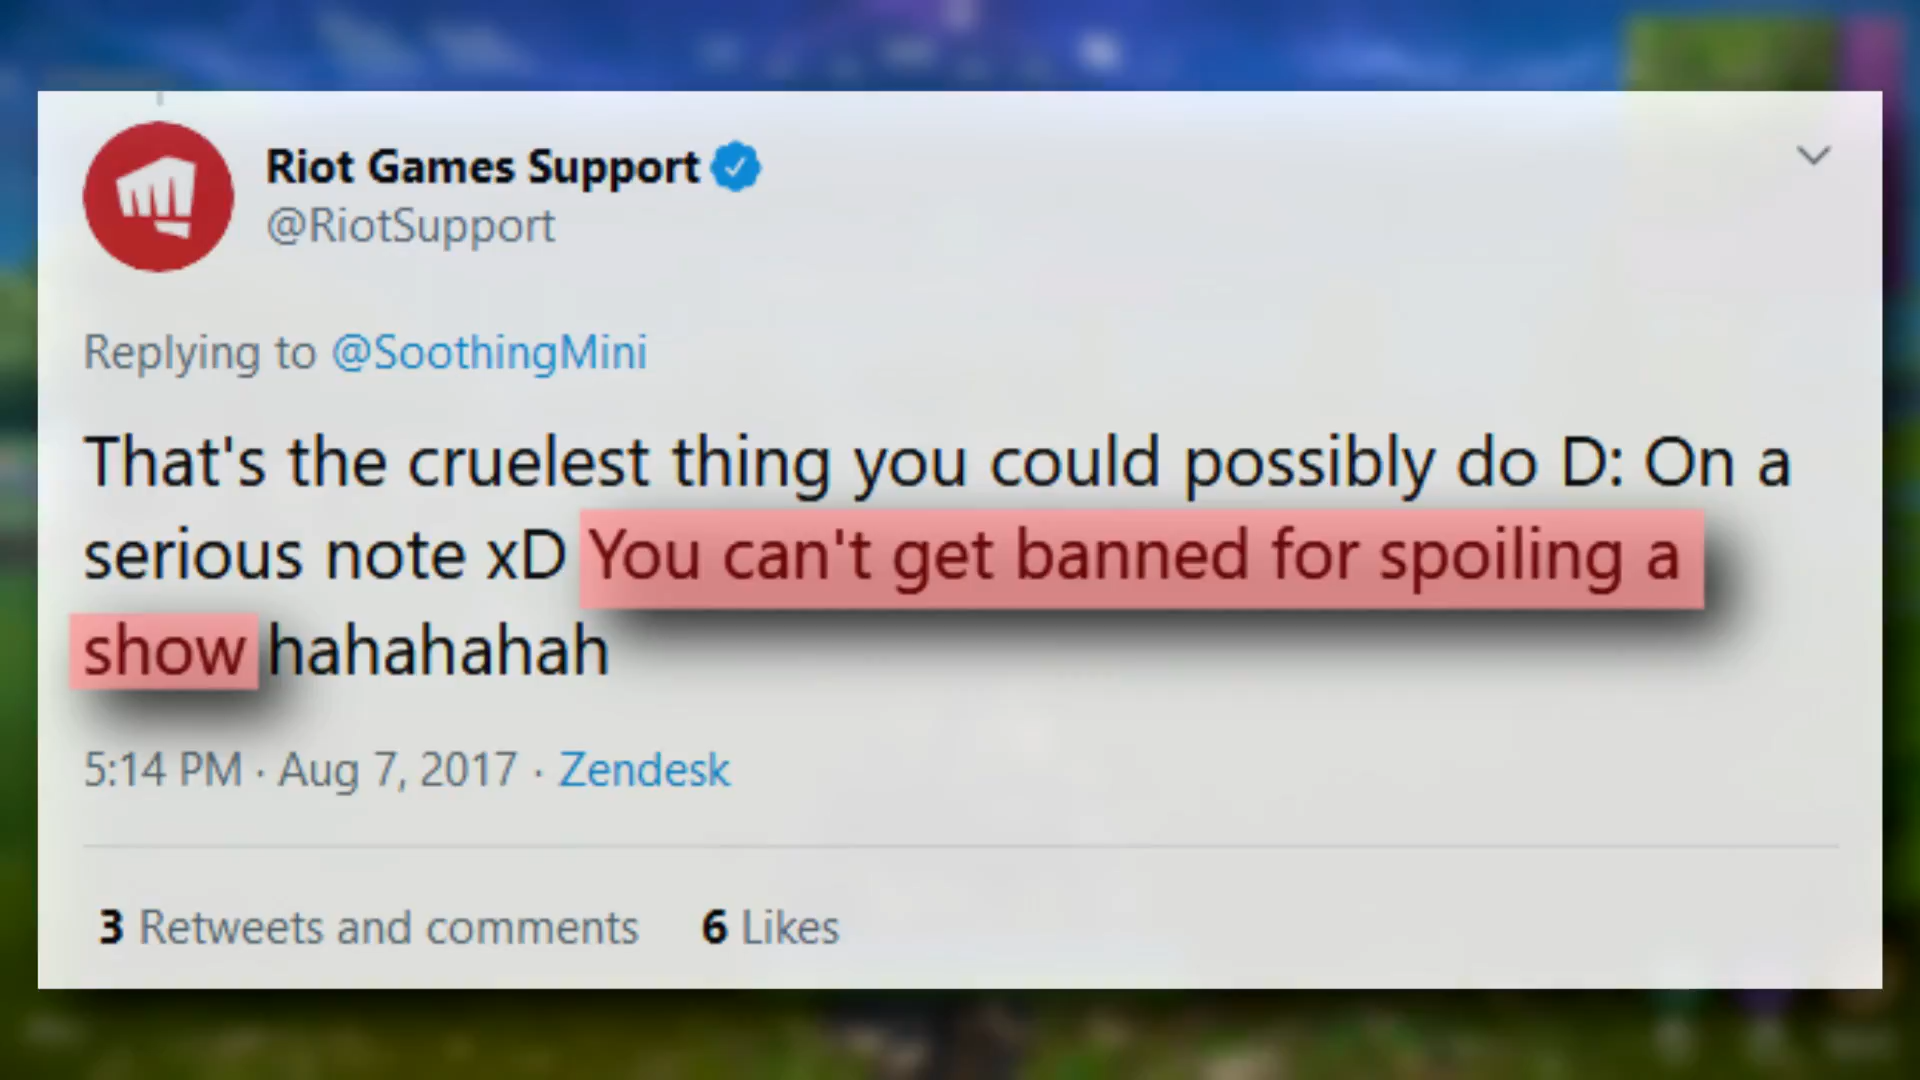 Riot Games Support
@RiotSupport
Replying to @SoothingMini
That's the cruelest thing you could possibly do D: On a
serious note xD You can't get banned for spoiling a
show hahahahah
5:14 PM · Aug 7, 2017 · Zendesk
3 Retweets and comments 6 Likes